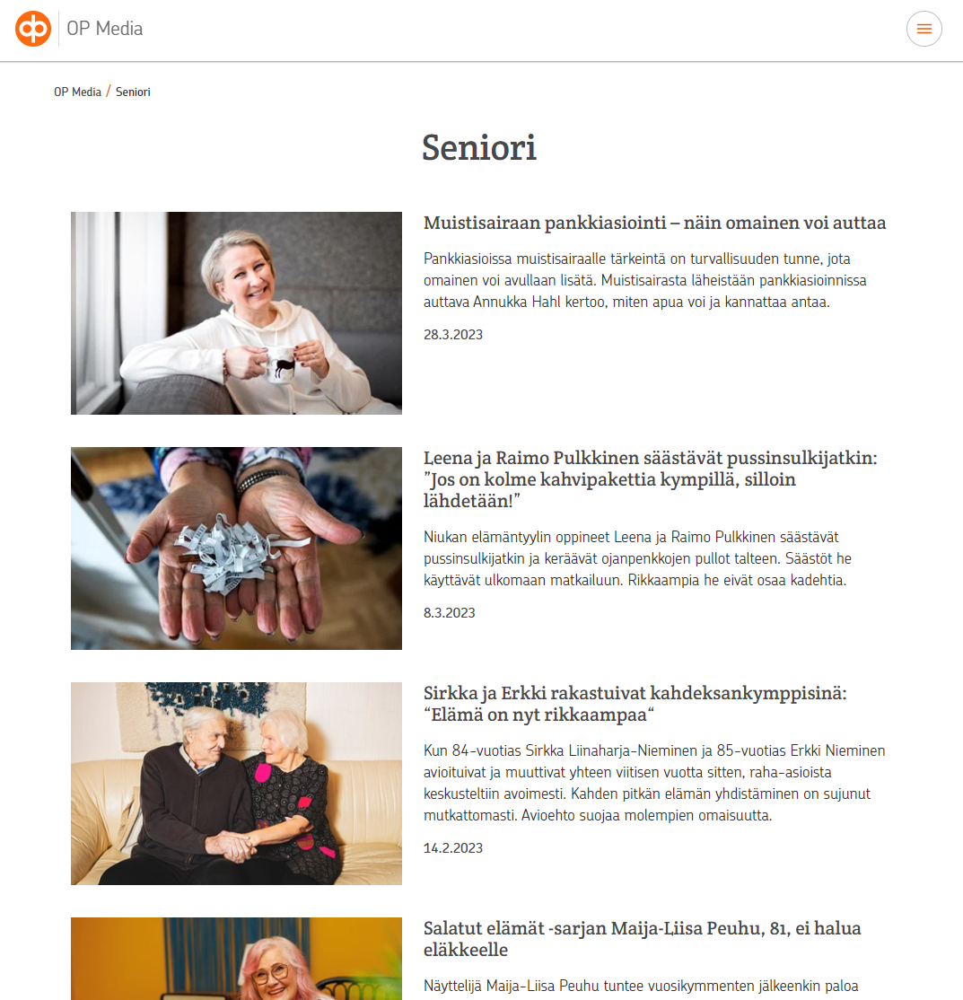 OP Media
OP Media / Seniori
Seniori
Muistisairaan pankkiasiointi – näin omainen voi auttaa
Pankkiasioissa muistisairaalle tärkeintä on turvallisuuden tunne, jota
omainen voi avullaan lisätä. Muistisairasta läheistään pankkiasioinnissa
auttava Annukka Hahl kertoo, miten apua voi ja kannattaa antaa.
28.3.2023
Leena ja Raimo Pulkkinen säästävät pussinsulkijatkin:
”Jos on kolme kahvipakettia kympillä, silloin
lähdetään!”
Niukan elämäntyylin oppineet Leena ja Raimo Pulkkinen säästävät
pussinsulkijatkin ja keräävät ojanpenkkojen pullot talteen. Säästöt he
käyttävät ulkomaan matkailuun. Rikkaampia he eivät osaa kadehtia.
8.3.2023
Sirkka ja Erkki rakastuivat kahdeksankymppisinä:
“Elämä on nyt rikkaampaa“
Kun 84-vuotias Sirkka Liinaharja-Nieminen ja 85-vuotias Erkki Nieminen
avioituivat ja muuttivat yhteen viitisen vuotta sitten, raha-asioista
keskusteltiin avoimesti. Kahden pitkän elämän yhdistäminen on sujunut
mutkattomasti. Avioehto suojaa molempien omaisuutta.
14.2.2023
Salatut elämät -sarjan Maija-Liisa Peuhu, 81, ei halua
eläkkeelle
Näyttelijä Maija-Liisa Peuhu tuntee vuosikymmenten jälkeenkin paloa